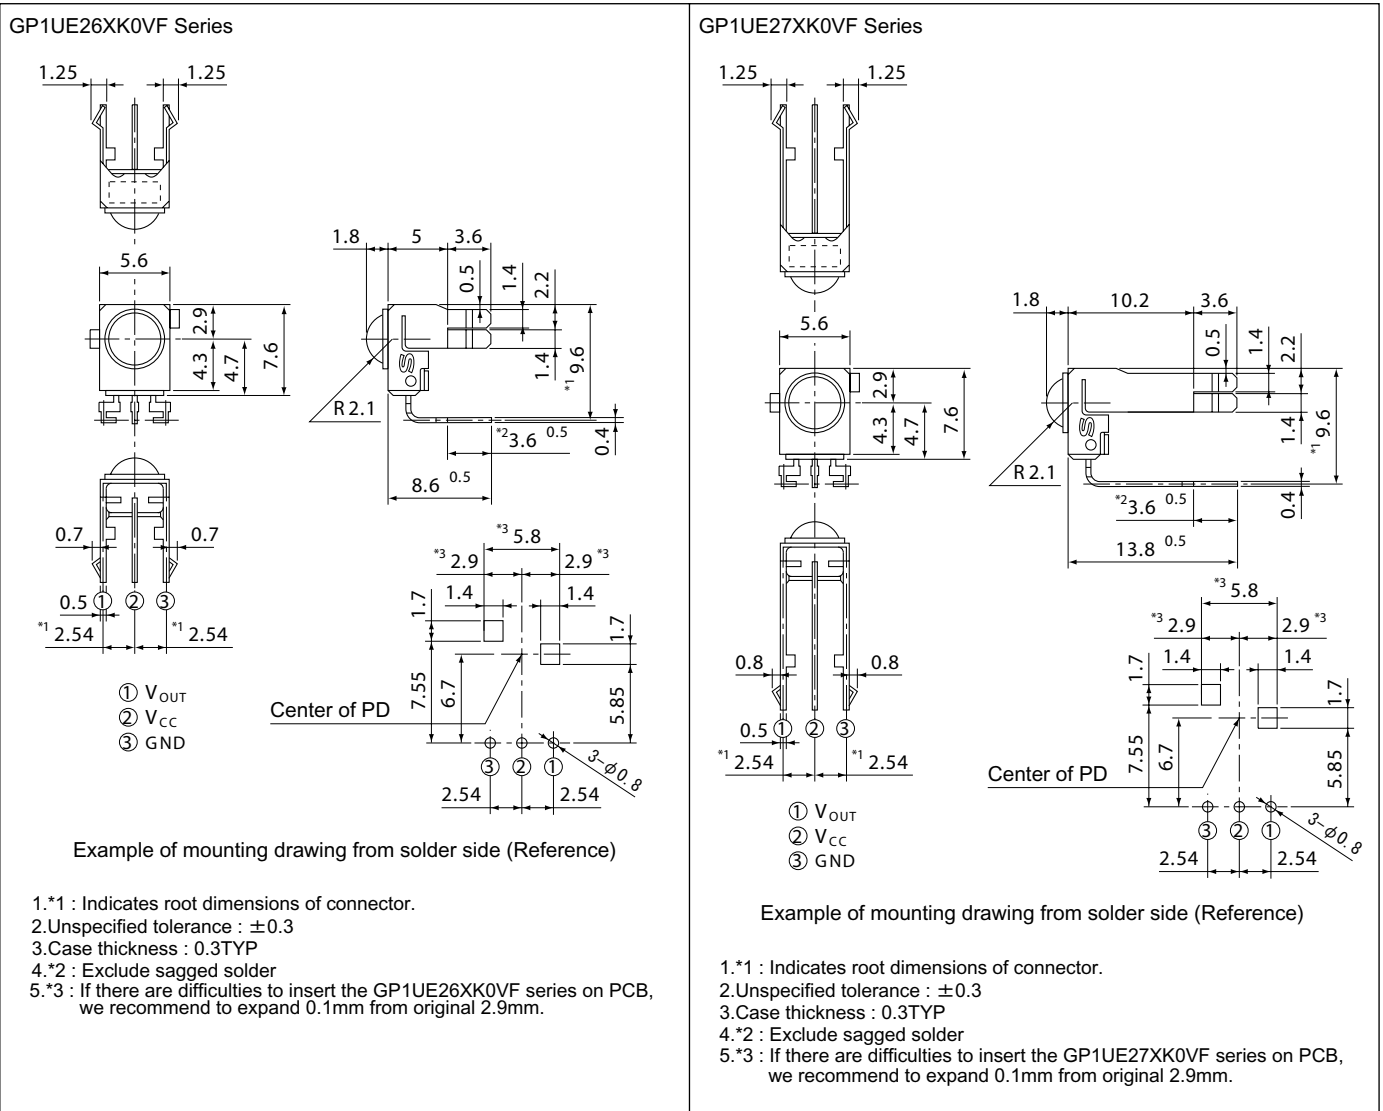 GP1UE26XK0VF Series
1.25 1.25
5.6
2.9
4.3
4.7
7.6
1.8 5 3.6
0.5
1.4
2.2
1.4
*1 9.6
R 2.1
*2 3.6 0.5
0.4
8.6 0.5
S
0.7 0.7
0.5 ① ② ③
*1 2.54 *1 2.54
① VOUT
② VCC
③ GND
*3 5.8
*3 2.9 2.9 *3
1.4 1.4
1.7
1.7
7.55
6.7
5.85
Center of PD
③ ② ①
3-φ0.8
2.54 2.54
Example of mounting drawing from solder side (Reference)
1.*1 : Indicates root dimensions of connector.
2.Unspecified tolerance : ±0.3
3.Case thickness : 0.3TYP
4.*2 : Exclude sagged solder
5.*3 : If there are difficulties to insert the GP1UE26XK0VF series on PCB,
we recommend to expand 0.1mm from original 2.9mm.
GP1UE27XK0VF Series
1.25 1.25
5.6
2.9
4.3
4.7
7.6
1.8 10.2 3.6
0.5
1.4
2.2
1.4
*1 9.6
R 2.1
*2 3.6 0.5
0.4
13.8 0.5
S
0.8 0.8
0.5 ① ② ③
*1 2.54 *1 2.54
① VOUT
② VCC
③ GND
*3 5.8
*3 2.9 2.9 *3
1.4 1.4
1.7
1.7
7.55
6.7
5.85
Center of PD
③ ② ①
3-φ0.8
2.54 2.54
Example of mounting drawing from solder side (Reference)
1.*1 : Indicates root dimensions of connector.
2.Unspecified tolerance : ±0.3
3.Case thickness : 0.3TYP
4.*2 : Exclude sagged solder
5.*3 : If there are difficulties to insert the GP1UE27XK0VF series on PCB,
we recommend to expand 0.1mm from original 2.9mm.